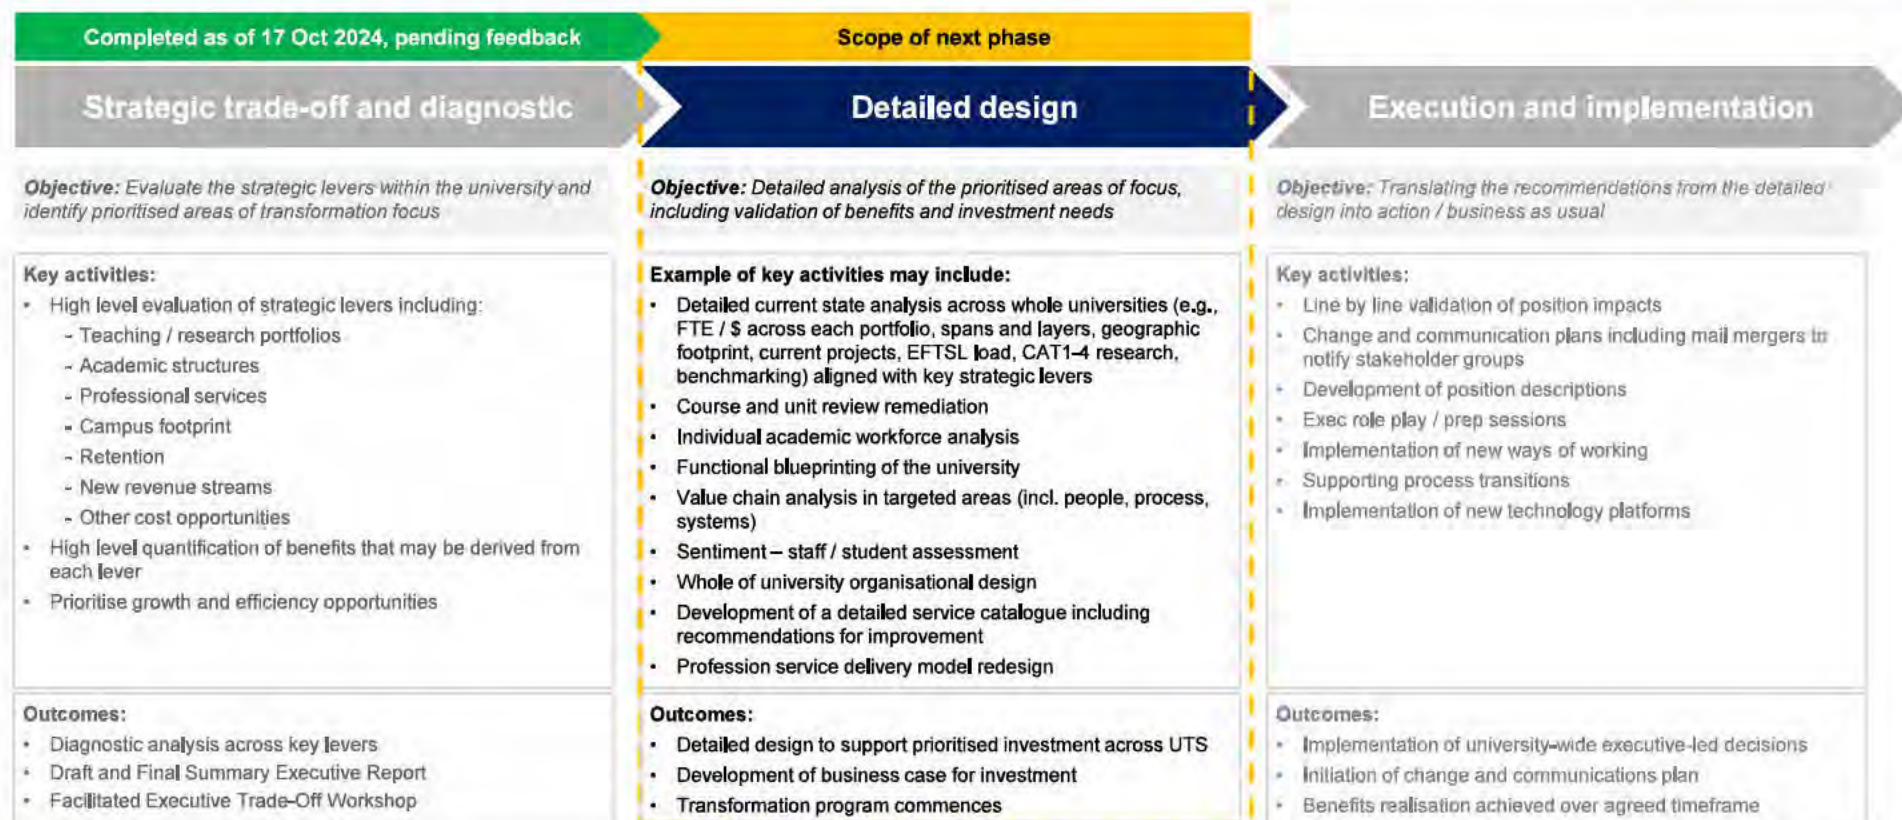 Completed as of 17 Oct 2024, pending feedback
Scope of next phase
Strategic trade-off and diagnostic
Detailed design
Execution and implementation
Objective: Evaluate the strategic levers within the university and
identify prioritised areas of transformation focus
Key activities:
• High level evaluation of strategic levers including:
- Teaching / research portfolios
- Academic structures
- Professional services
- Campus footprint
- Retention
- New revenue streams
- Other cost opportunities
• High level quantification of benefits that may be derived from
each lever
• Prioritise growth and efficiency opportunities
Outcomes:
• Diagnostic analysis across key levers
• Draft and Final Summary Executive Report
• Facilitated Executive Trade-Off Workshop
Objective: Detailed analysis of the prioritised areas of focus,
including validation of benefits and investment needs
Example of key activities may include:
• Detailed current state analysis across whole universities (e.g.,
FTE / $ across each portfolio, spans and layers, geographic
footprint, current projects, EFTSL load, CAT1-4 research,
benchmarking) aligned with key strategic levers
• Course and unit review remediation
• Individual academic workforce analysis
• Functional blueprinting of the university
• Value chain analysis in targeted areas (incl. people, process,
systems)
• Sentiment – staff / student assessment
• Whole of university organisational design
• Development of a detailed service catalogue including
recommendations for improvement
• Profession service delivery model redesign
Outcomes:
• Detailed design to support prioritised investment across UTS
• Development of business case for investment
• Transformation program commences
Objective: Translating the recommendations from the detailed
design into action / business as usual
Key activities:
• Line by line validation of position impacts
• Change and communication plans including mail mergers to
notify stakeholder groups
• Development of position descriptions
• Exec role play / prep sessions
• Implementation of new ways of working
• Supporting process transitions
• Implementation of new technology platforms
Outcomes:
• Implementation of university-wide executive-led decisions
• Initiation of change and communications plan
• Benefits realisation achieved over agreed timeframe